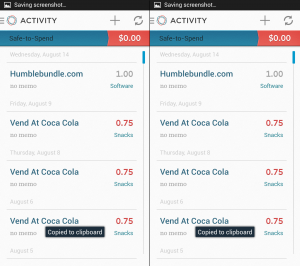 Saving screenshot...
ACTIVITY
Safe-to-Spend $0.00
Wednesday, August 14
Humblebundle.com 1.00
no memo Software
Friday, August 9
Vend At Coca Cola 0.75
no memo Snacks
Thursday, August 8
Vend At Coca Cola 0.75
no memo Snacks
August 6
Vend At Coca Cola 0.75
no memo Snacks
Copied to clipboard
August 5
Saving screenshot...
ACTIVITY
Safe-to-Spend $0.00
Wednesday, August 14
Humblebundle.com 1.00
no memo Software
Friday, August 9
Vend At Coca Cola 0.75
no memo Snacks
Thursday, August 8
Vend At Coca Cola 0.75
no memo Snacks
August 6
Vend At Coca Cola 0.75
no memo Snacks
Copied to clipboard
August 5